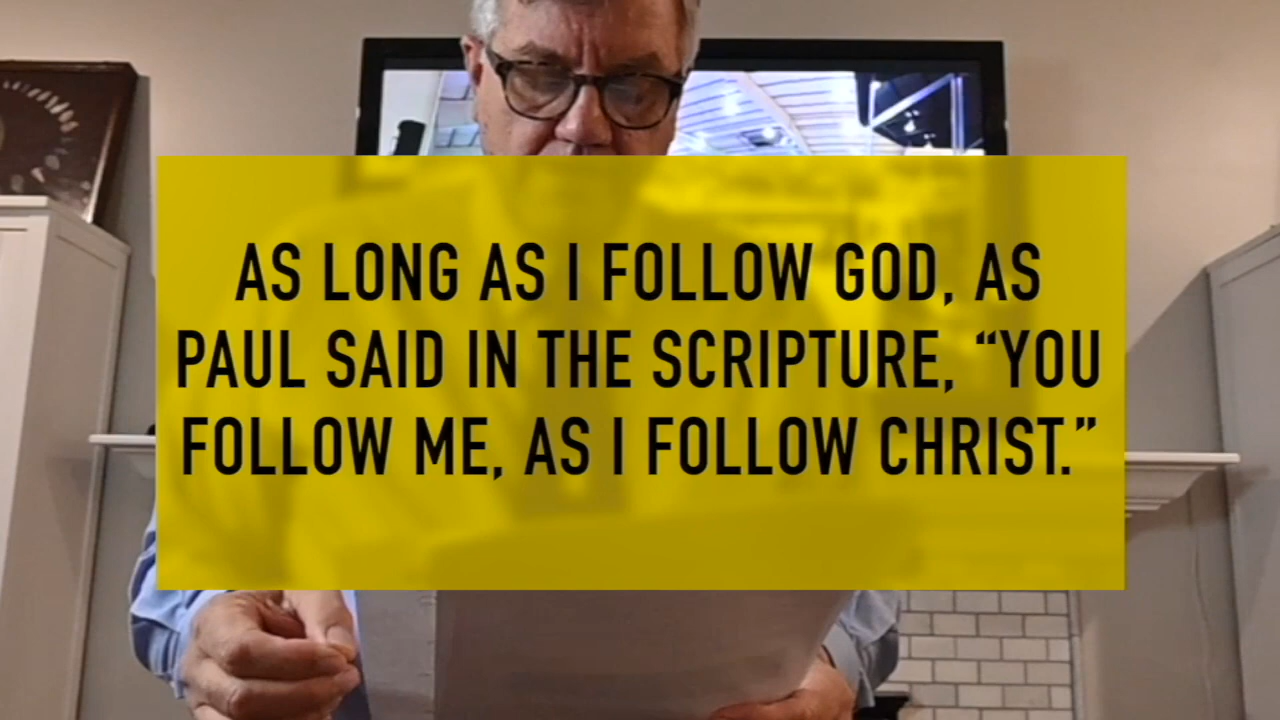 AS LONG AS I FOLLOW GOD, AS
PAUL SAID IN THE SCRIPTURE, “YOU
FOLLOW ME, AS I FOLLOW CHRIST.”